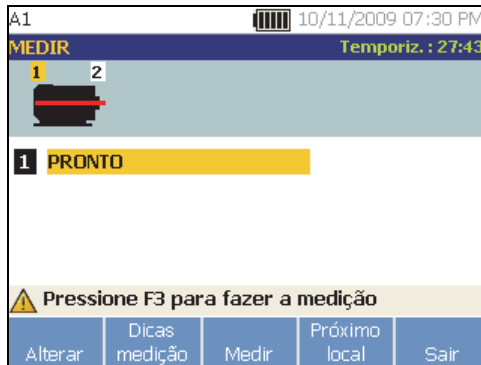 A1 10/11/2009 07:30 PM
MEDIR Temporiz. : 27:43
1 2
1 PRONTO
Pressione F3 para fazer a medição
Alterar Dicas medição Medir Próximo local Sair